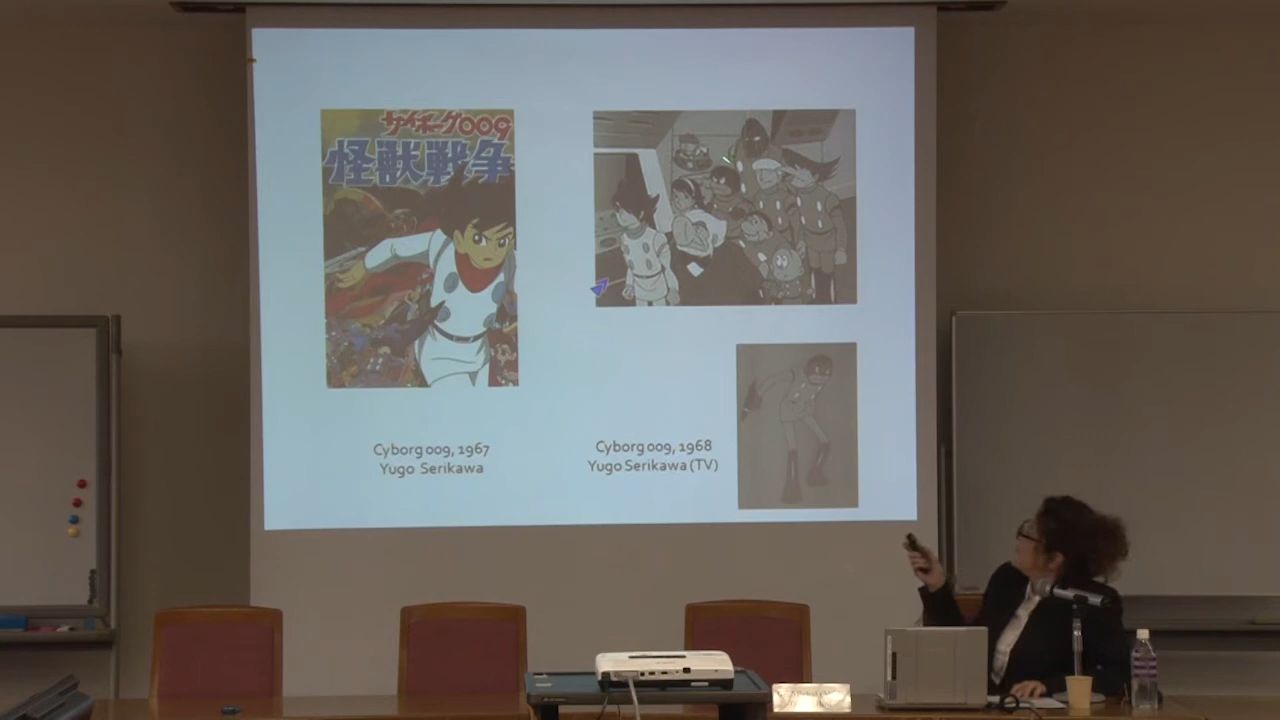 サイボーグ009
怪獣戦争
Cyborg 009, 1967
Yugo Serikawa
Cyborg 009, 1968
Yugo Serikawa (TV)